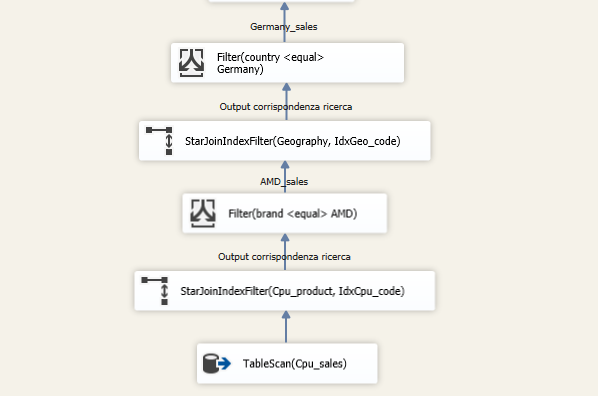 Germany_sales
Filter(country <equal>
Germany)
Output corrispondenza ricerca
StarJoinIndexFilter(Geography, IdxGeo_code)
AMD_sales
Filter(brand <equal> AMD)
Output corrispondenza ricerca
StarJoinIndexFilter(Cpu_product, IdxCpu_code)
TableScan(Cpu_sales)